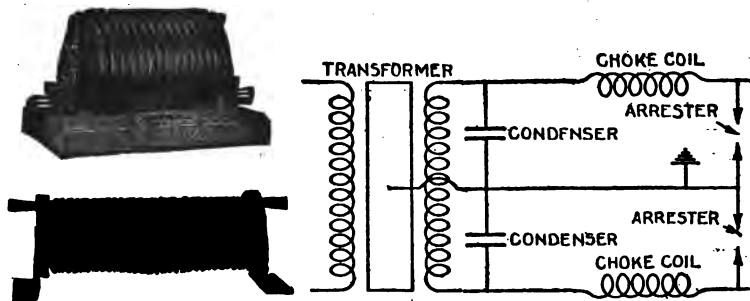 CHOKE COIL
TRANSFORMER
ARRESTER
CONDENSER
ARRESTER
CONDENSER
CHOKE COIL